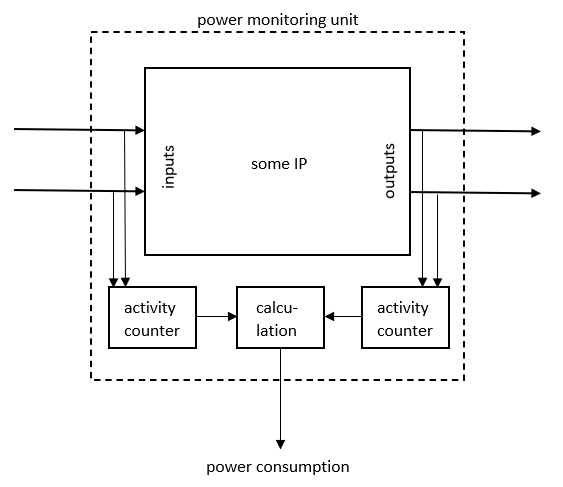 power monitoring unit
inputs
some IP
outputs
activity
counter
calcu-
lation
activity
counter
power consumption